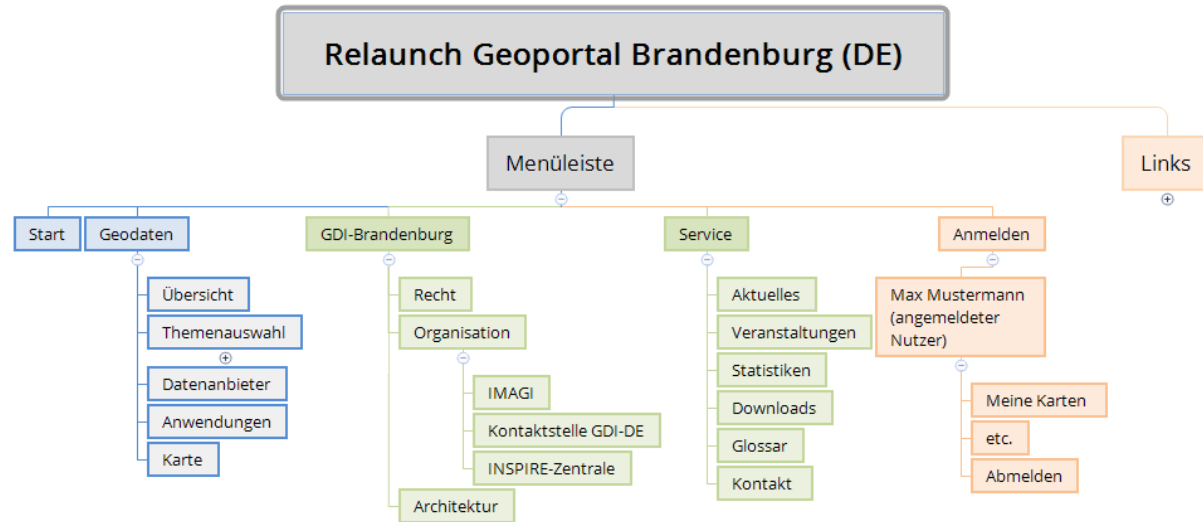 Relaunch Geoportal Brandenburg (DE)
Menüleiste
Links
Start
Geodaten
GDI-Brandenburg
Service
Anmelden
Übersicht
Themenauswahl
Datenanbieter
Anwendungen
Karte
Recht
Organisation
IMAGI
Kontaktstelle GDI-DE
INSPIRE-Zentrale
Architektur
Aktuelles
Veranstaltungen
Statistiken
Downloads
Glossar
Kontakt
Max Mustermann
(angemeldeter
Nutzer)
Meine Karten
etc.
Abmelden